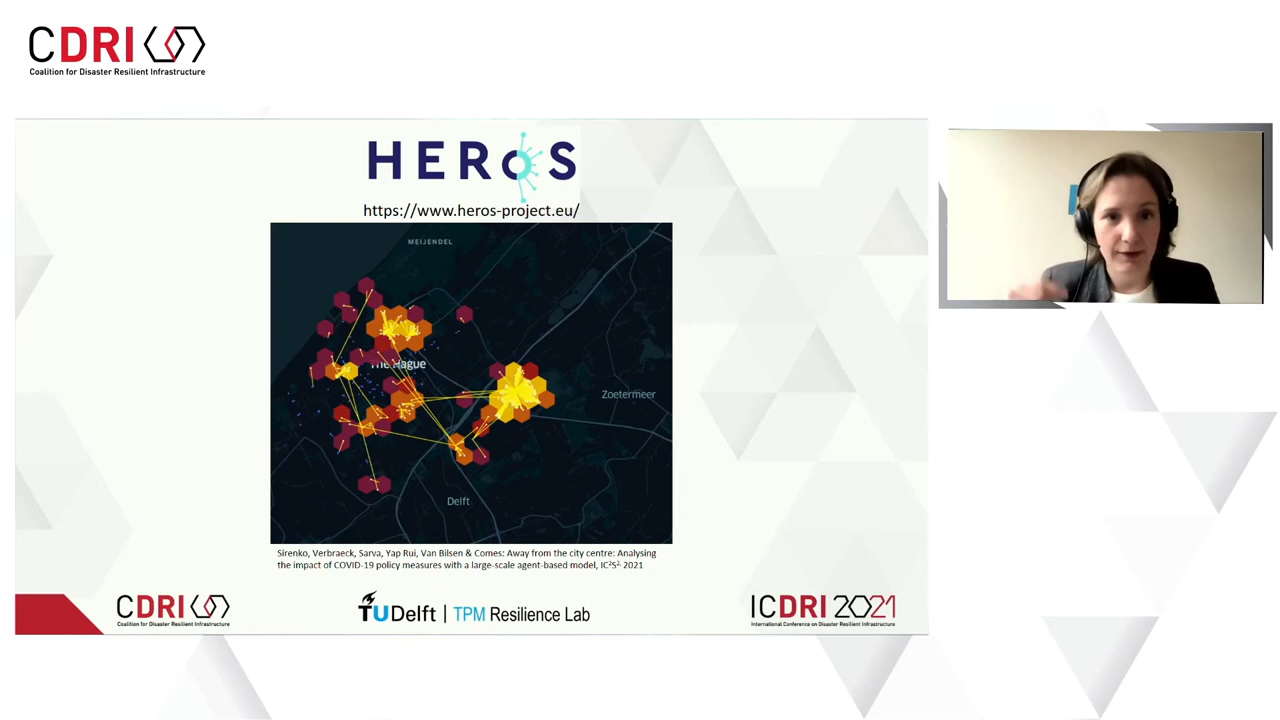 CDRI
Coalition for Disaster Resilient Infrastructure
HERoS
https://www.heros-project.eu/
MEIJENDEL
The Hague
Zoetermeer
Delft
Sirenko, Verbraeck, Sarva, Yap Rui, Van Bilsen & Comes: Away from the city centre: Analysing
the impact of COVID-19 policy measures with a large-scale agent-based model, IC²S²· 2021
CDRI
Coalition for Disaster Resilient Infrastructure
TUDelft | TPM Resilience Lab
ICDRI 2021
International Conference on Disaster Resilient Infrastructure